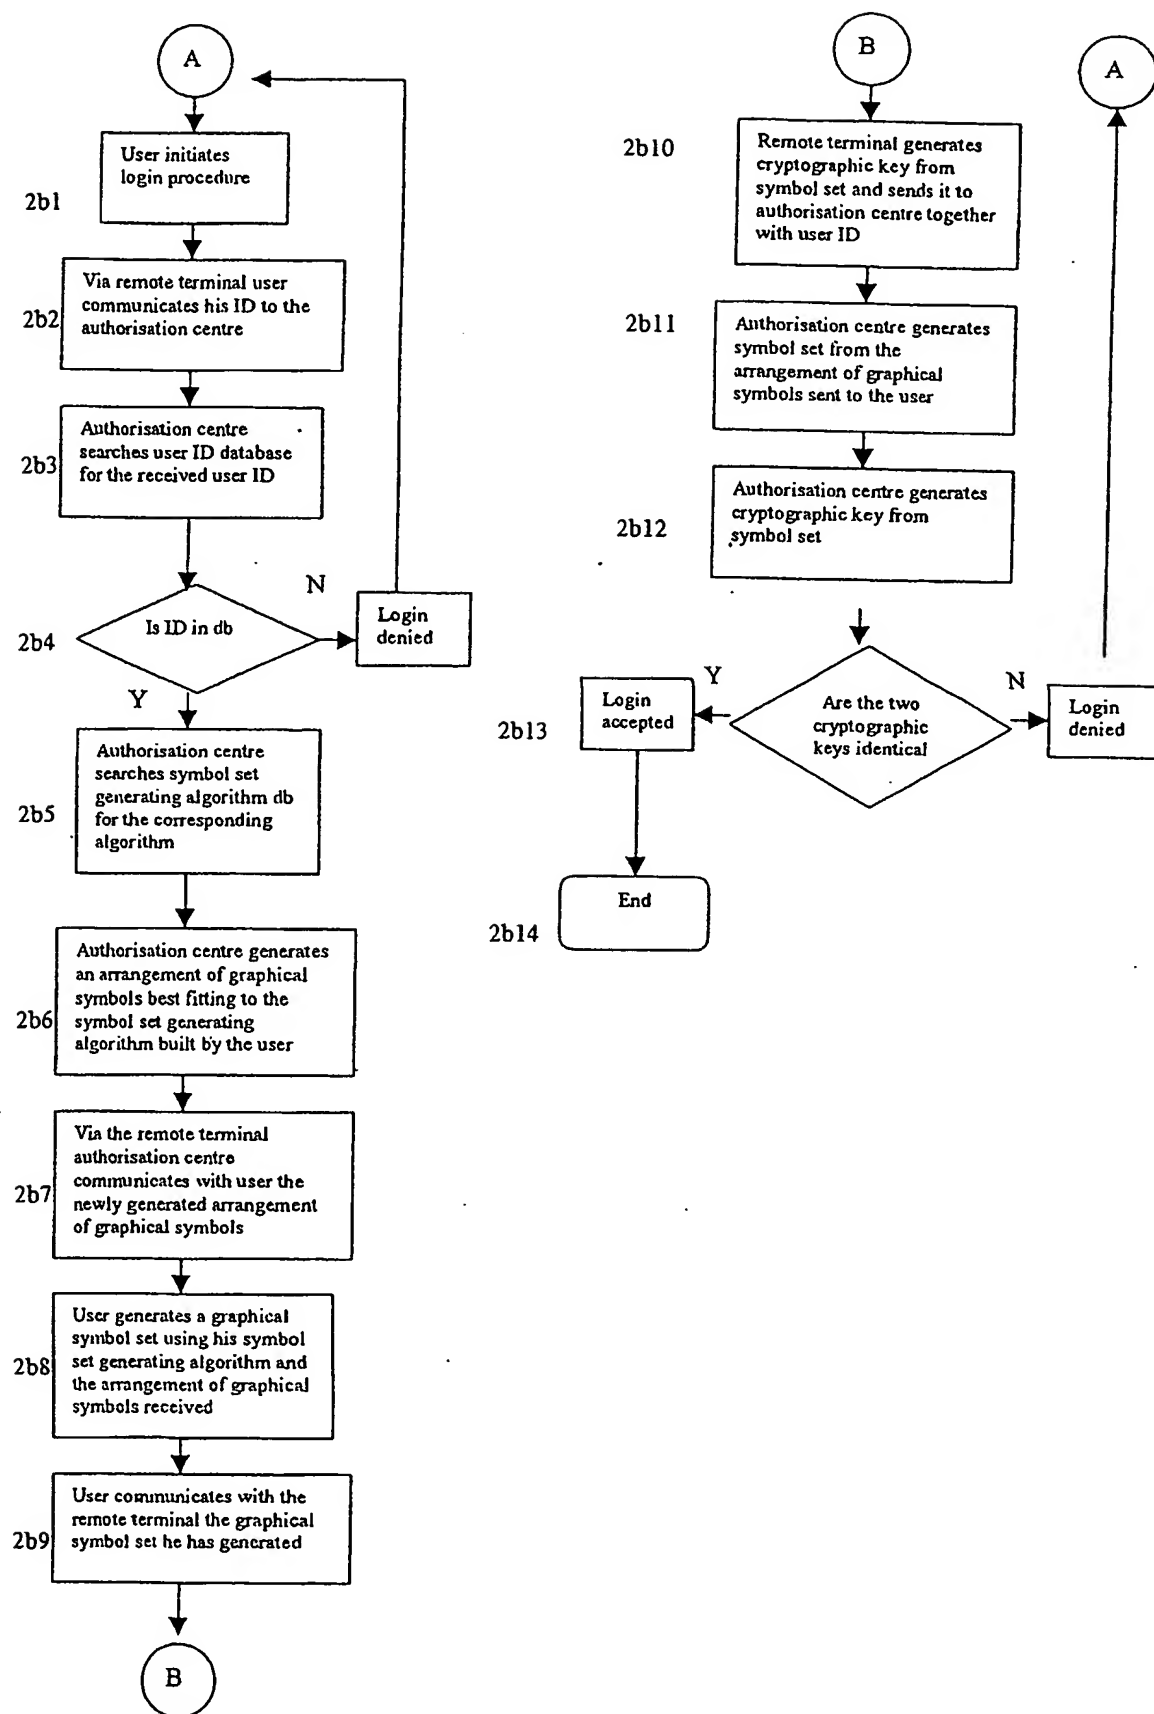 A
User initiates
login procedure
2b1
Via remote terminal user
communicates his ID to the
authorisation centre
2b2
Authorisation centre
searches user ID database
for the received user ID
2b3
Is ID in db
2b4
N
Login
denied
Y
Authorisation centre
searches symbol set
generating algorithm db
for the corresponding
algorithm
2b5
Authorisation centre generates
an arrangement of graphical
symbols best fitting to the
symbol set generating
algorithm built by the user
2b6
Via the remote terminal
authorisation centre
communicates with user the
newly generated arrangement
of graphical symbols
2b7
User generates a graphical
symbol set using his symbol
set generating algorithm and
the arrangement of graphical
symbols received
2b8
User communicates with the
remote terminal the graphical
symbol set he has generated
2b9
B
B
A
2b10
Remote terminal generates
cryptographic key from
symbol set and sends it to
authorisation centre together
with user ID
2b11
Authorisation centre generates
symbol set from the
arrangement of graphical
symbols sent to the user
2b12
Authorisation centre generates
cryptographic key from
symbol set
Are the two
cryptographic
keys identical
Y
Login
accepted
2b13
N
Login
denied
End
2b14